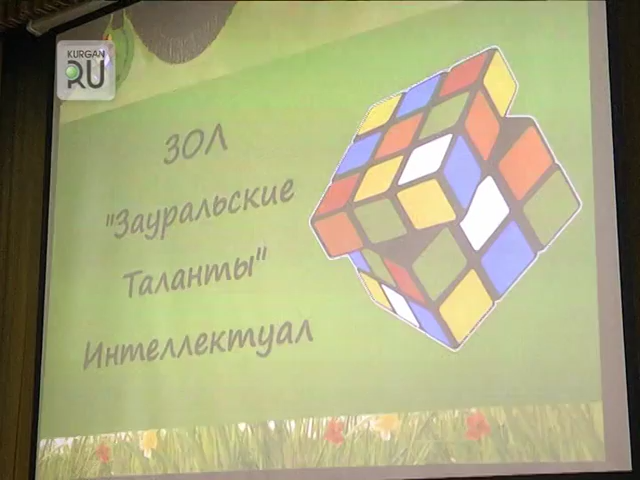 KURGAN
RU
ЗОЛ
"Зауральские
Таланты"
Интеллектуал